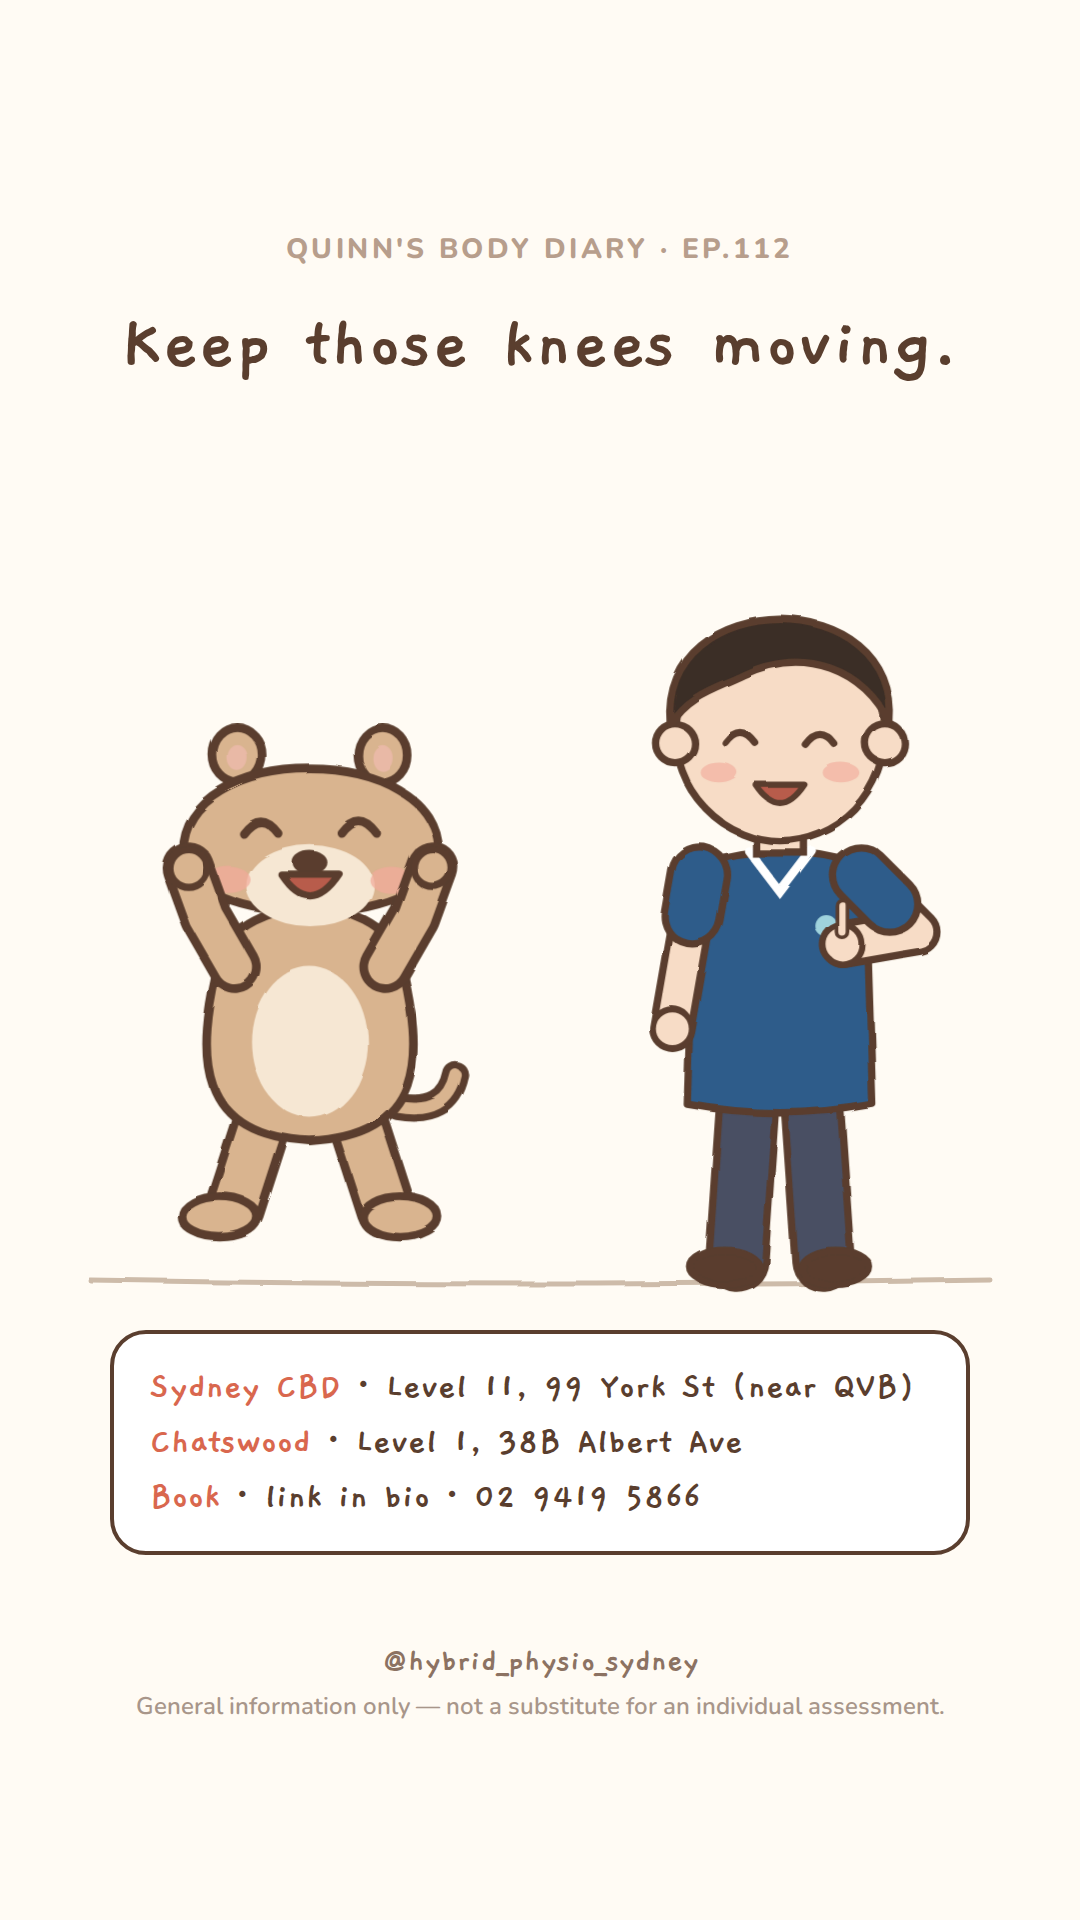 QUINN'S BODY DIARY · EP.112
Keep those knees moving.
Sydney CBD · Level 11, 99 York St (near QVB)
Chatswood · Level 1, 38B Albert Ave
Book · link in bio · 02 9419 5866
@hybrid_physio_sydney
General information only — not a substitute for an individual assessment.